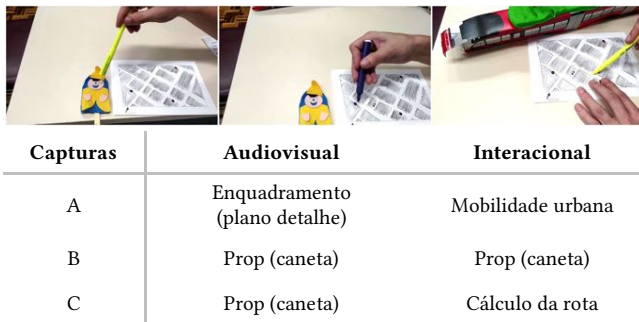 Capturas Audiovisual Interacional
A Enquadramento (plano detalhe) Mobilidade urbana
B Prop (caneta) Prop (caneta)
C Prop (caneta) Cálculo da rota